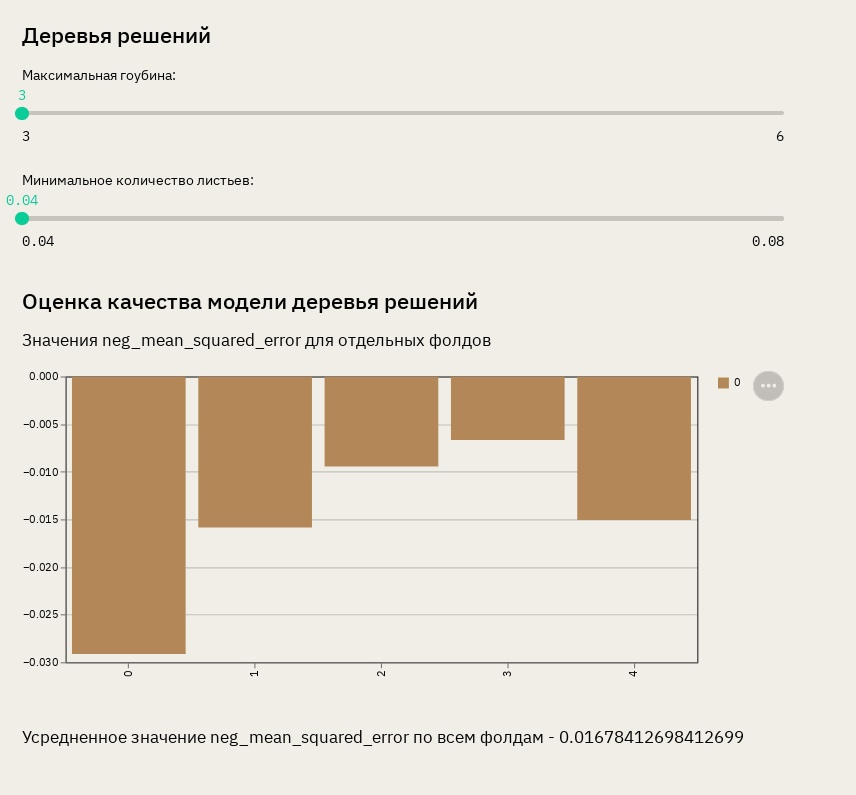 Деревья решений
Максимальная гоубина:
3
3 6
Минимальное количество листьев:
0.04
0.04 0.08
Оценка качества модели деревья решений
Значения neg_mean_squared_error для отдельных фолдов
0.000
−0.005
−0.010
−0.015
−0.020
−0.025
−0.030
0 1 2 3 4
0
Усредненное значение neg_mean_squared_error по всем фолдам - 0.01678412698412699